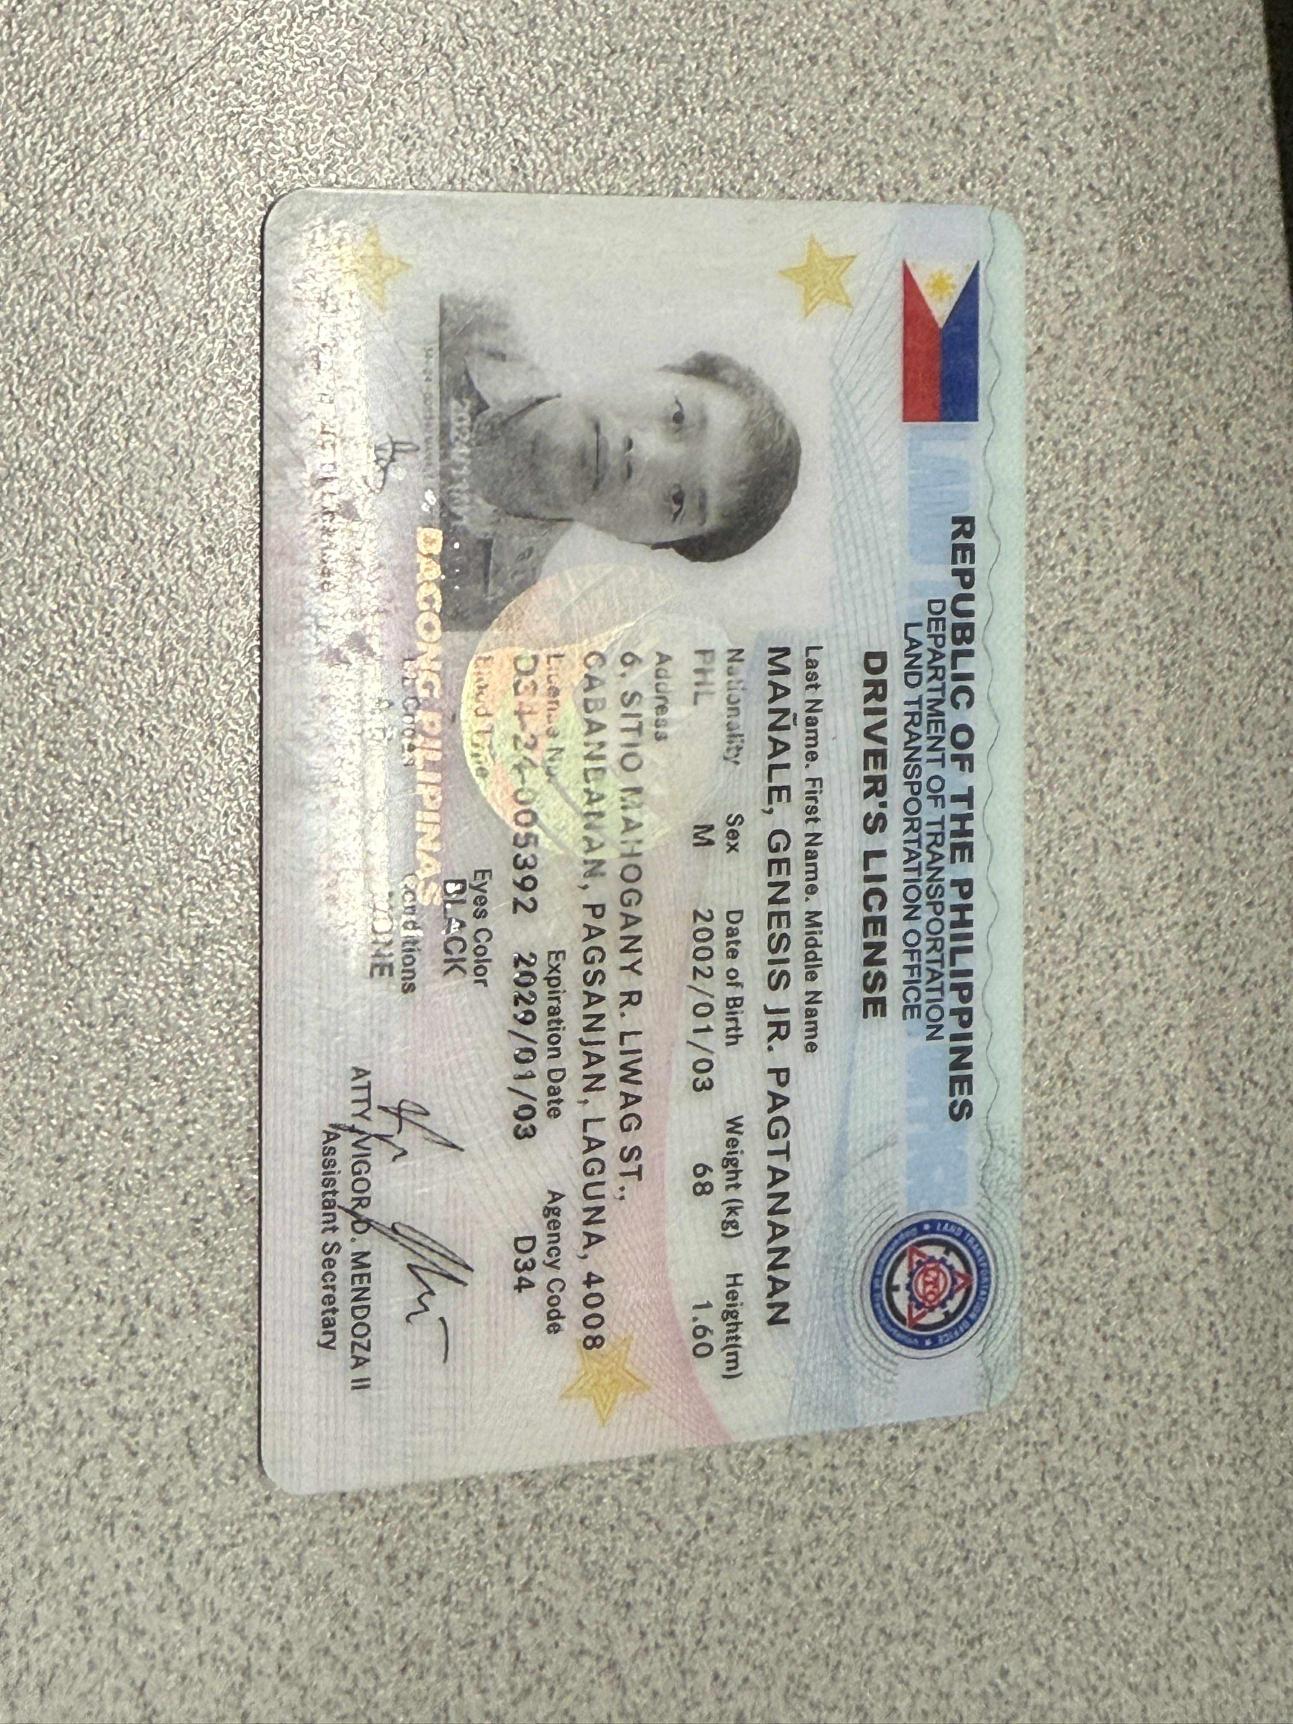 REPUBLIC OF THE PHILIPPINES
DEPARTMENT OF TRANSPORTATION
LAND TRANSPORTATION OFFICE
DRIVER'S LICENSE
Last Name, First Name, Middle Name
MAÑALE, GENESIS JR. PAGTANANAN
Nationality Sex Date of Birth Weight (kg) Height(m)
PHL M 2002/01/03 68 1.60
Address
6. SITIO MAHOGANY R. LIWAG ST.,
CABANBANAN, PAGSANJAN, LAGUNA, 4008
License No. Expiration Date Agency Code
D34-24-005392 2029/01/03 D34
Blood Type Eyes Color
BLACK
BAGONG PILIPINAS
DL Codes Conditions
NONE
ATTY. VIGOR D. MENDOZA II
Assistant Secretary
LAND TRANSPORTATION OFFICE
LTO